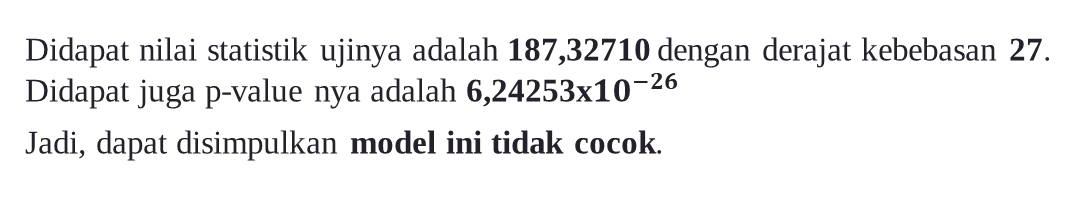 Didapat nilai statistik ujinya adalah 187,32710 dengan derajat kebebasan 27.
Didapat juga p-value nya adalah 6,24253x10⁻²⁶
Jadi, dapat disimpulkan model ini tidak cocok.